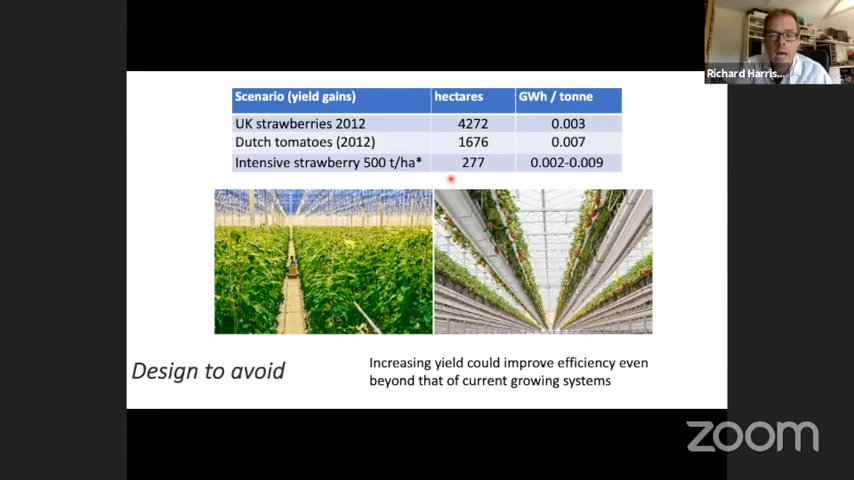 Richard Harris...
Scenario (yield gains) hectares GWh / tonne
UK strawberries 2012 4272 0.003
Dutch tomatoes (2012) 1676 0.007
Intensive strawberry 500 t/ha* 277 0.002-0.009
Design to avoid
Increasing yield could improve efficiency even
beyond that of current growing systems
zoom